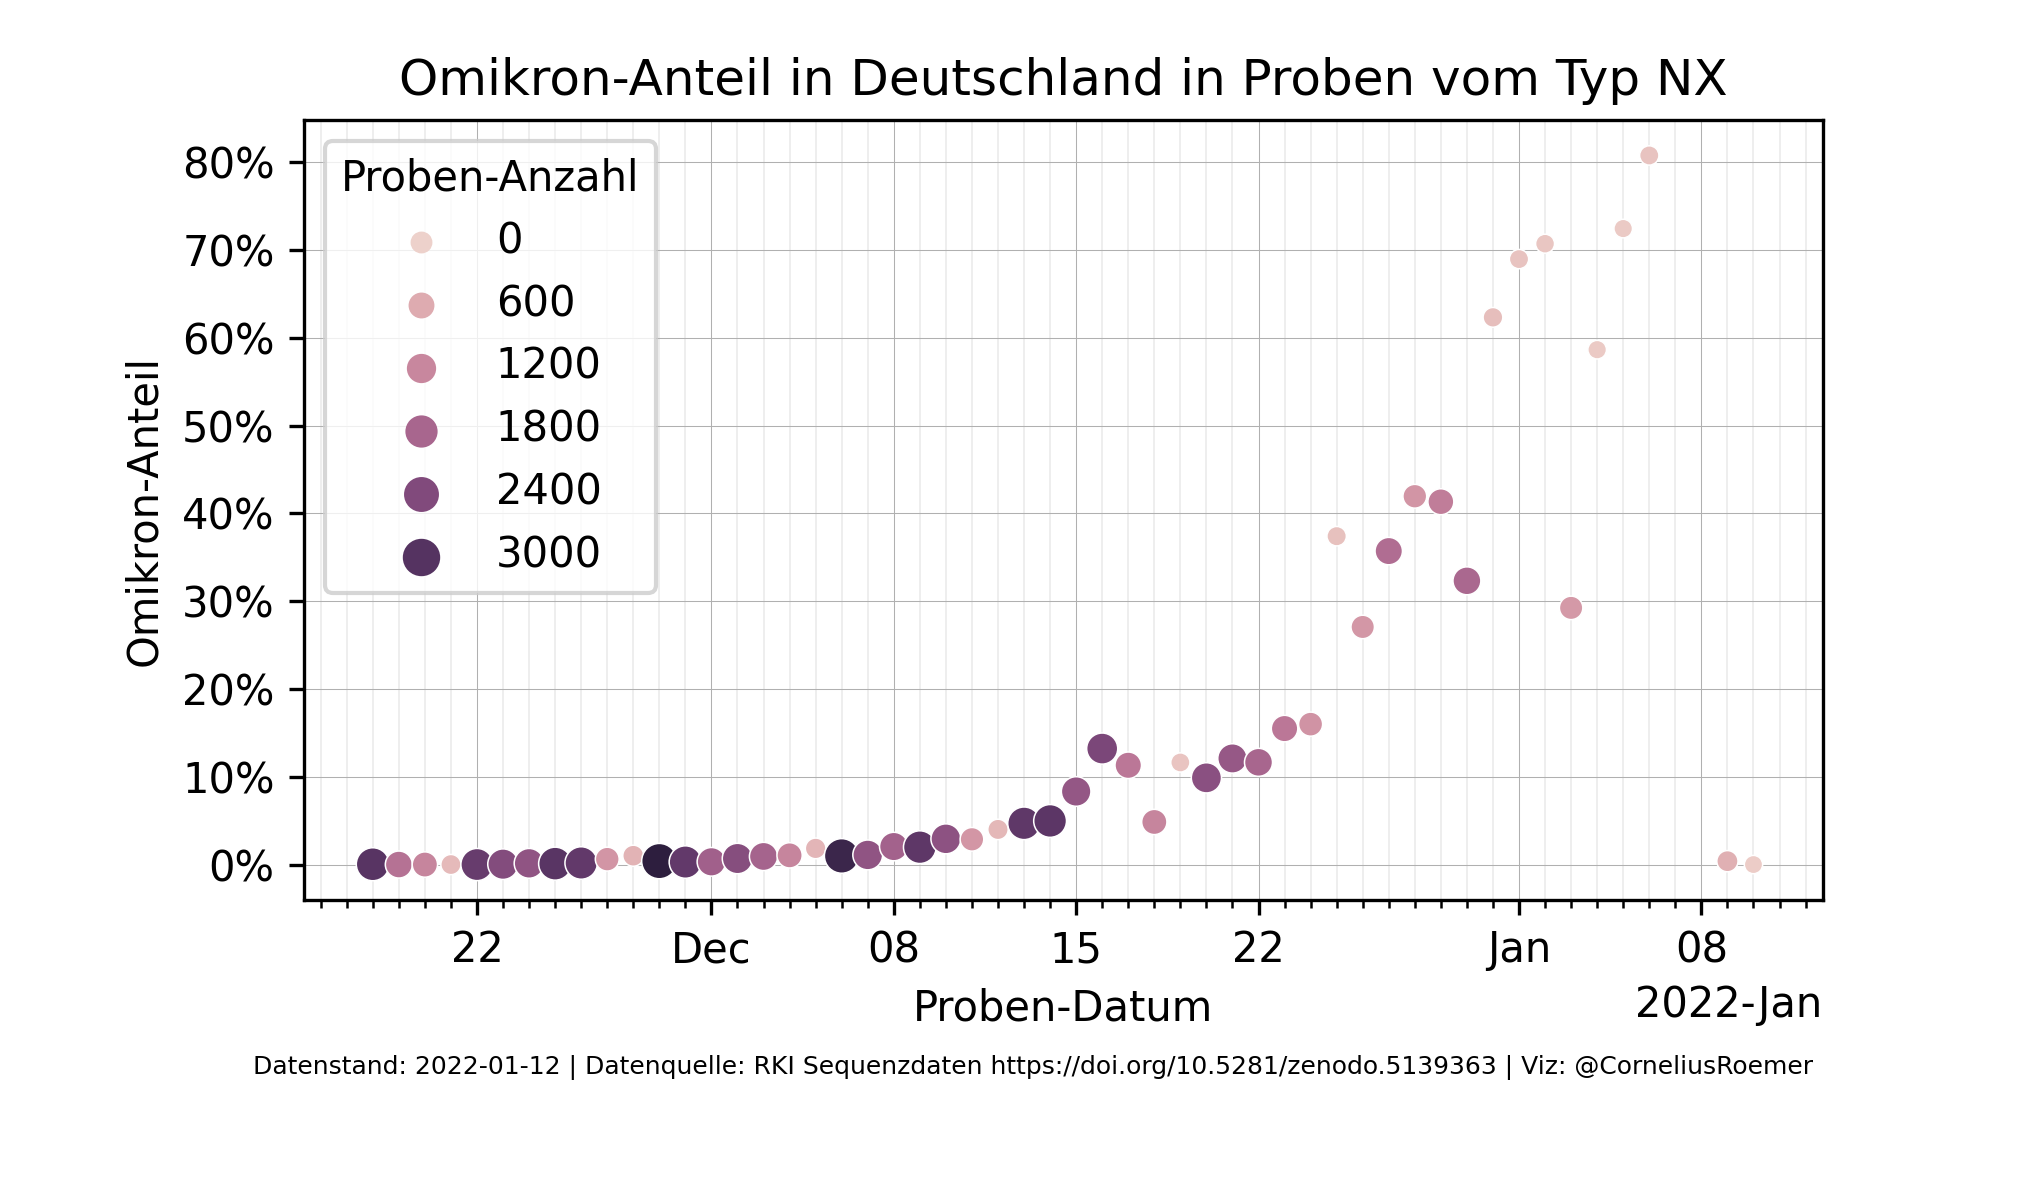 Omikron-Anteil in Deutschland in Proben vom Typ NX
Proben-Anzahl
0
600
1200
1800
2400
3000
Omikron-Anteil
80%
70%
60%
50%
40%
30%
20%
10%
0%
22 Dec 08 15 22 Jan 08
2022-Jan
Proben-Datum
Datenstand: 2022-01-12 | Datenquelle: RKI Sequenzdaten https://doi.org/10.5281/zenodo.5139363 | Viz: @CorneliusRoemer